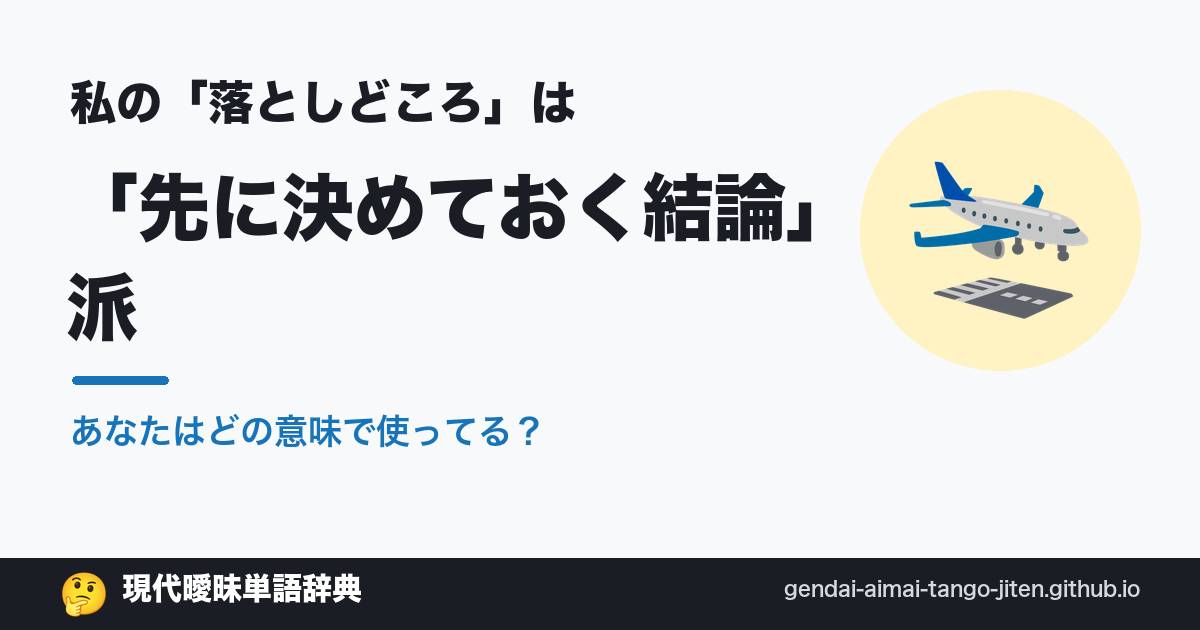 私の「落としどころ」は
「先に決めておく結論」
派
あなたはどの意味で使ってる？
現代曖昧単語辞典
gendai-aimai-tango-jiten.github.io